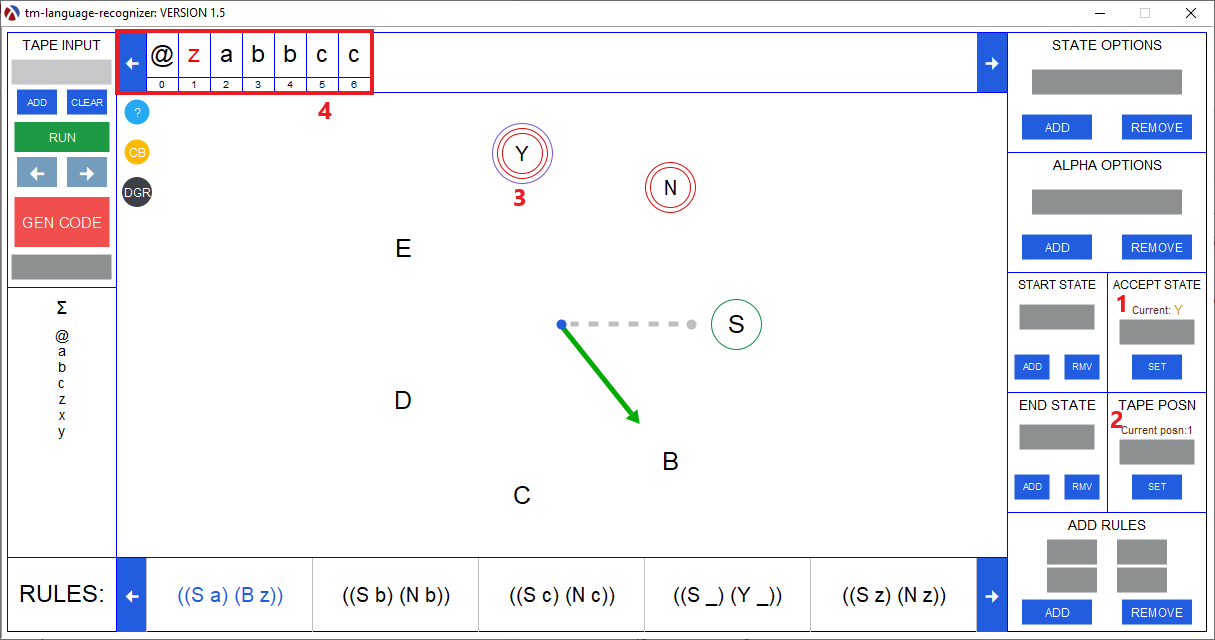 tm-language-recognizer: VERSION 1.5
TAPE INPUT
ADD CLEAR
RUN
GEN CODE
Σ
@
a
b
c
z
x
y
@ z a b b c c
0 1 2 3 4 5 6
4
?
CB
DGR
Y
3
N
E
S
D
B
C
STATE OPTIONS
ADD REMOVE
ALPHA OPTIONS
ADD REMOVE
START STATE
ADD RMV
ACCEPT STATE
1 Current: Y
SET
END STATE
ADD RMV
TAPE POSN
2 Current posn:1
SET
ADD RULES
ADD REMOVE
RULES: ((S a) (B z)) ((S b) (N b)) ((S c) (N c)) ((S _) (Y _)) ((S z) (N z))